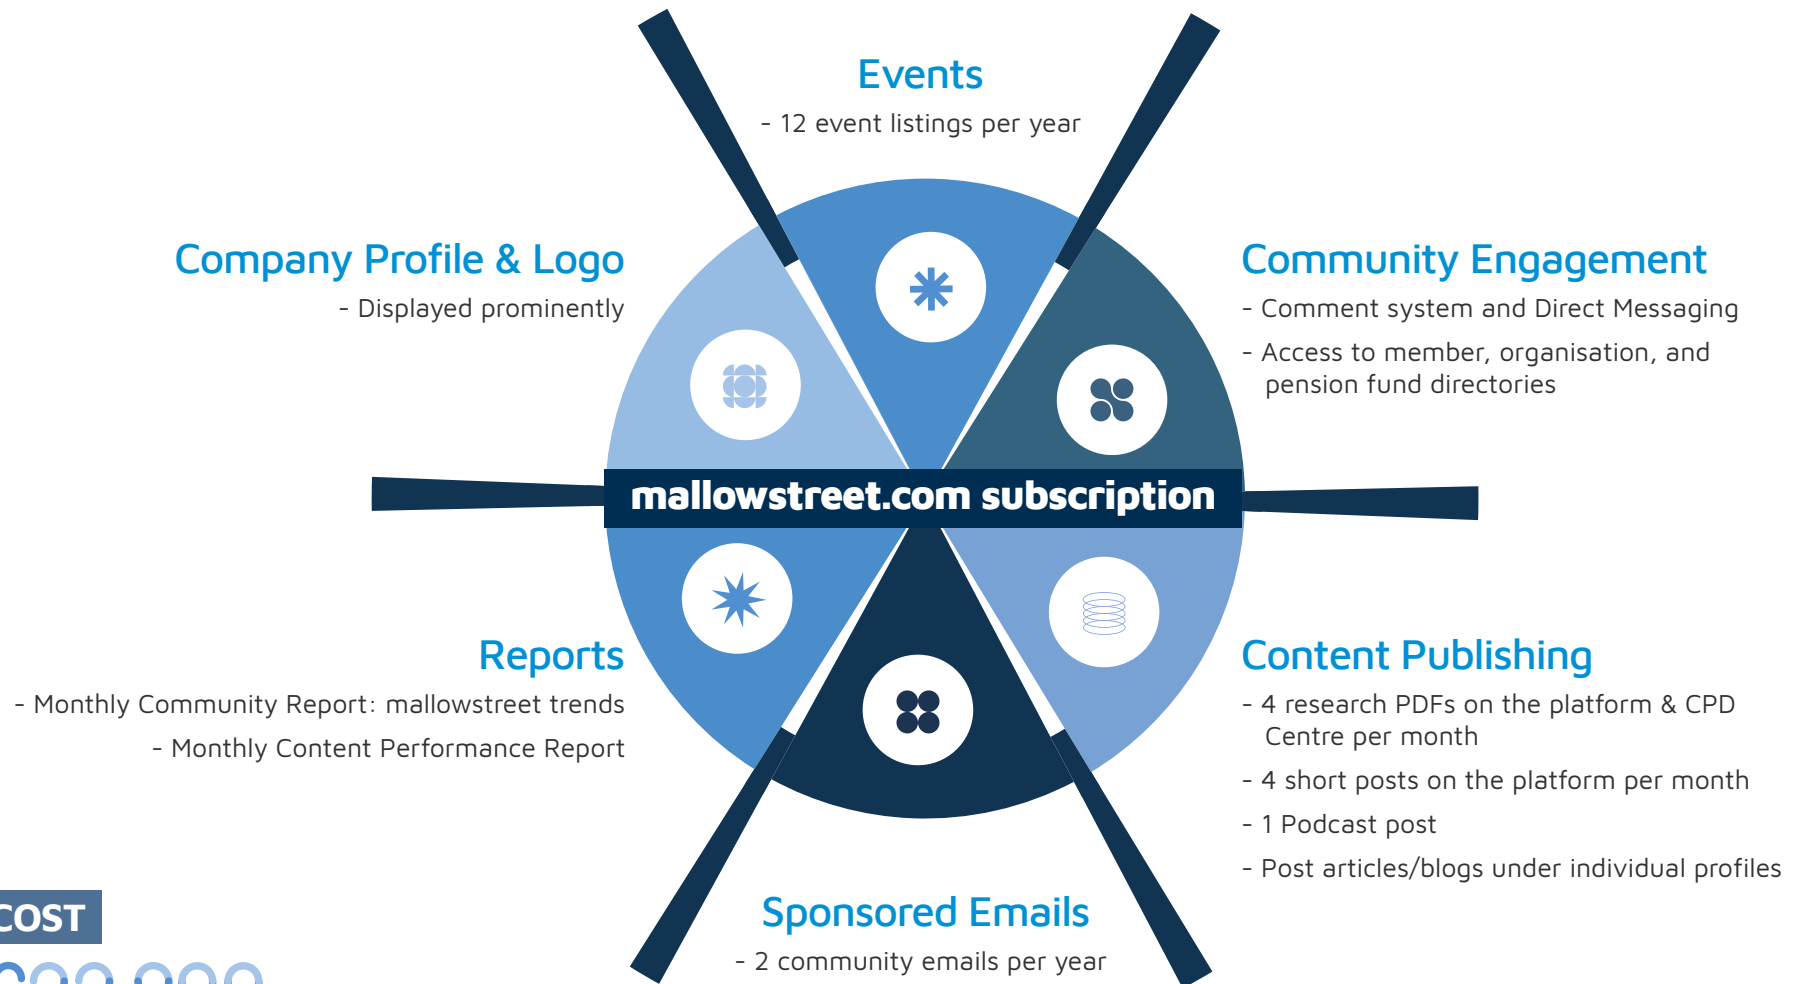 Events
- 12 event listings per year
Company Profile & Logo
- Displayed prominently
Community Engagement
- Comment system and Direct Messaging
- Access to member, organisation, and
pension fund directories
mallowstreet.com subscription
Reports
- Monthly Community Report: mallowstreet trends
- Monthly Content Performance Report
Content Publishing
- 4 research PDFs on the platform & CPD
Centre per month
- 4 short posts on the platform per month
- 1 Podcast post
- Post articles/blogs under individual profiles
Sponsored Emails
- 2 community emails per year
COST